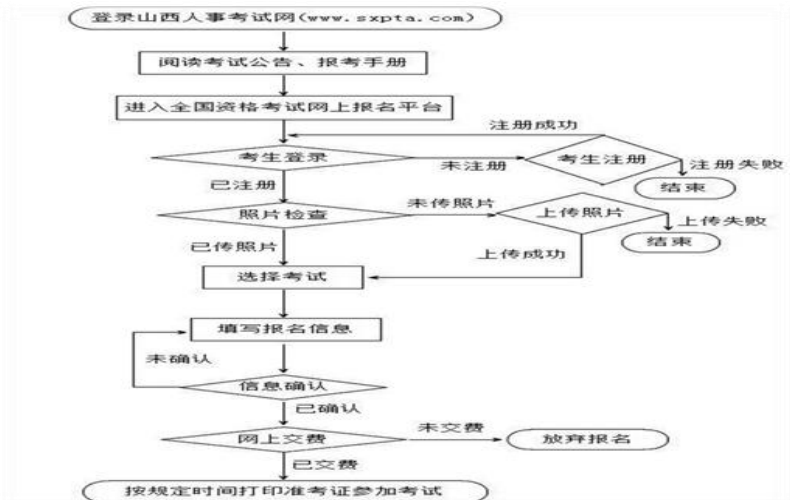 登录山西人事考试网(www.sxpta.com)
阅读考试公告、报考手册
进入全国资格考试网上报名平台
注册成功
考生登录
未注册
考生注册
注册失败
已注册
结束
照片检查
未传照片
上传照片
上传失败
已传照片
结束
上传成功
选择考试
填写报名信息
未确认
信息确认
已确认
网上交费
未交费
放弃报名
已交费
按规定时间打印准考证参加考试